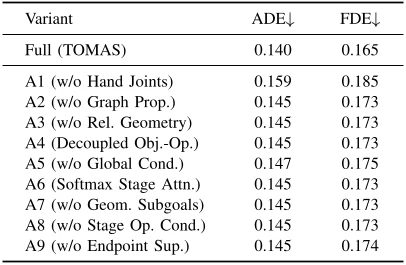 Variant ADE↓ FDE↓
Full (TOMAS) 0.140 0.165
A1 (w/o Hand Joints) 0.159 0.185
A2 (w/o Graph Prop.) 0.145 0.173
A3 (w/o Rel. Geometry) 0.145 0.173
A4 (Decoupled Obj.-Op.) 0.145 0.173
A5 (w/o Global Cond.) 0.147 0.175
A6 (Softmax Stage Attn.) 0.145 0.173
A7 (w/o Geom. Subgoals) 0.145 0.173
A8 (w/o Stage Op. Cond.) 0.145 0.173
A9 (w/o Endpoint Sup.) 0.145 0.174